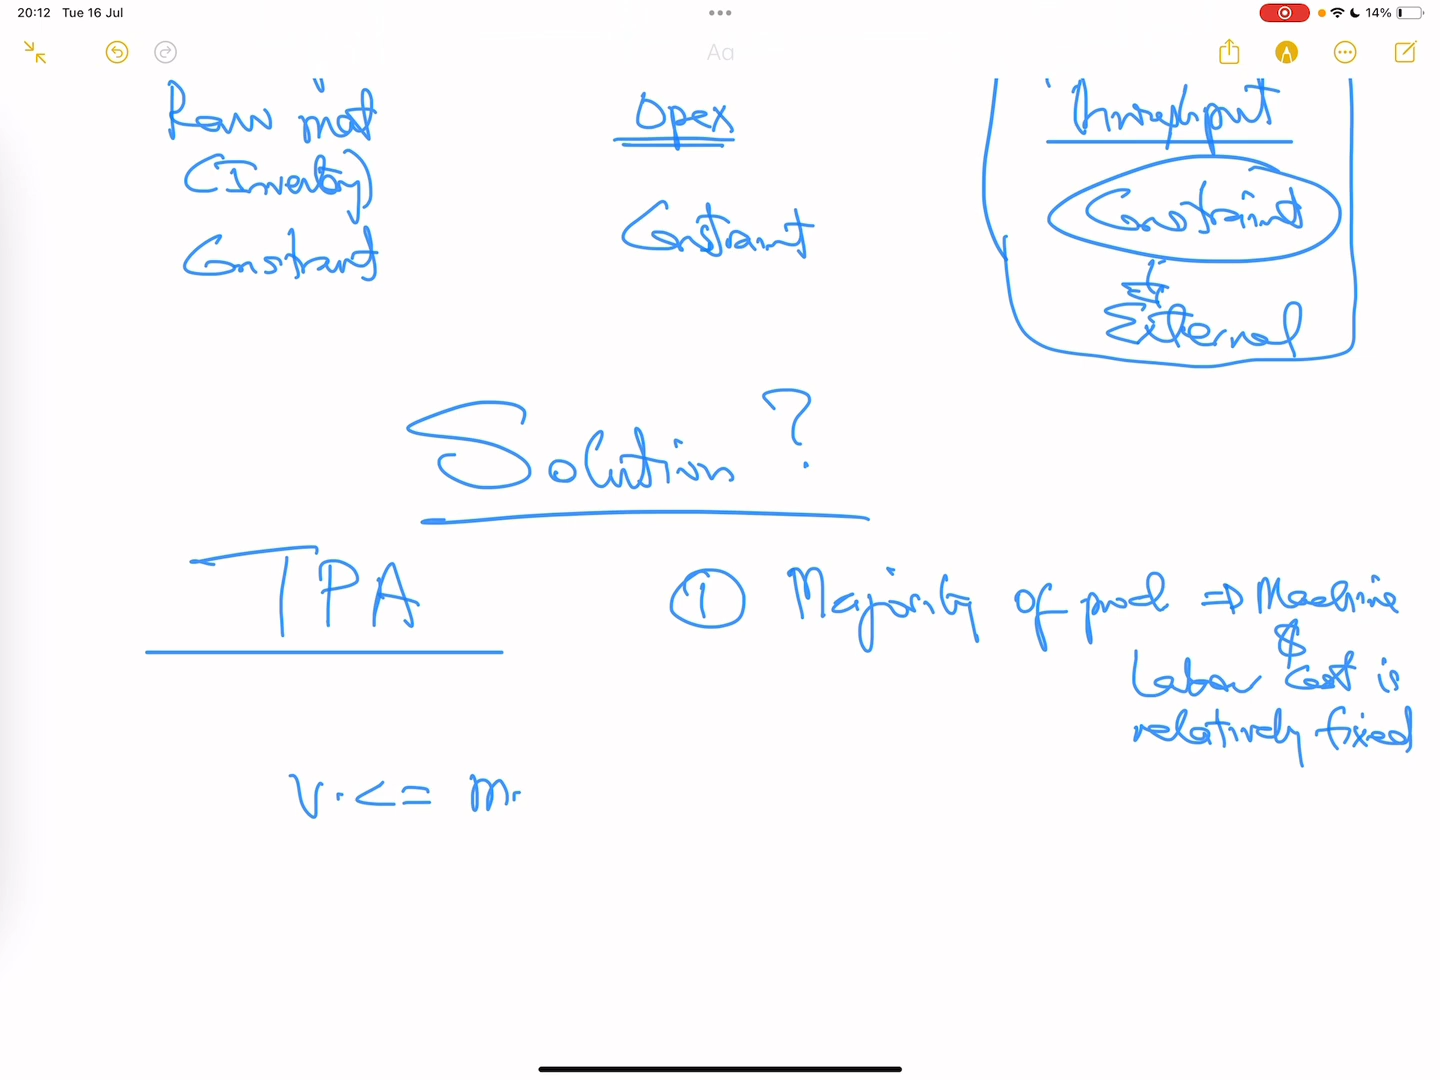 20:12 Tue 16 Jul
14%
Aa
Raw mat
(Inventory)
Constraint
Opex
Constraint
Throughput
Constraint
External
Solution?
TPA
① Majority of prod ⇒ Machine
&
Labour Cost is
relatively fixed
V. <= m.